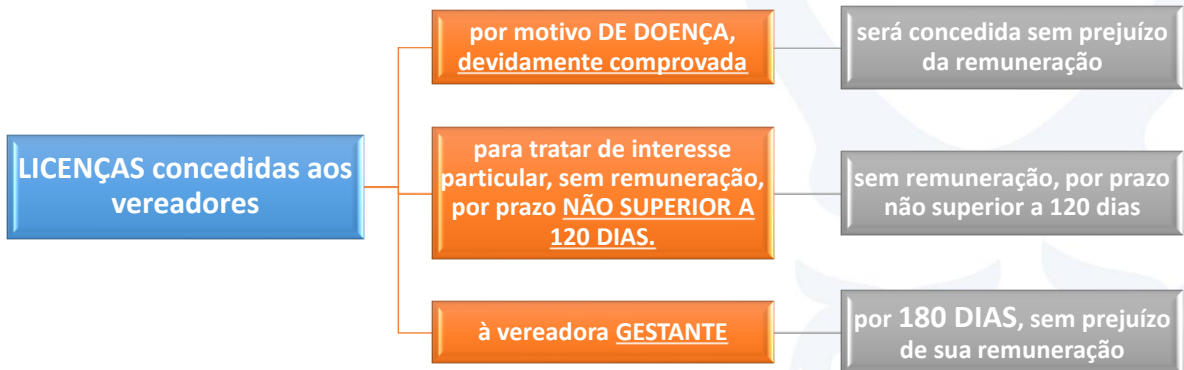 LICENÇAS concedidas aos
vereadores
por motivo DE DOENÇA,
devidamente comprovada
será concedida sem prejuízo
da remuneração
para tratar de interesse
particular, sem remuneração,
por prazo NÃO SUPERIOR A
120 DIAS.
sem remuneração, por prazo
não superior a 120 dias
à vereadora GESTANTE
por 180 DIAS, sem prejuízo
de sua remuneração